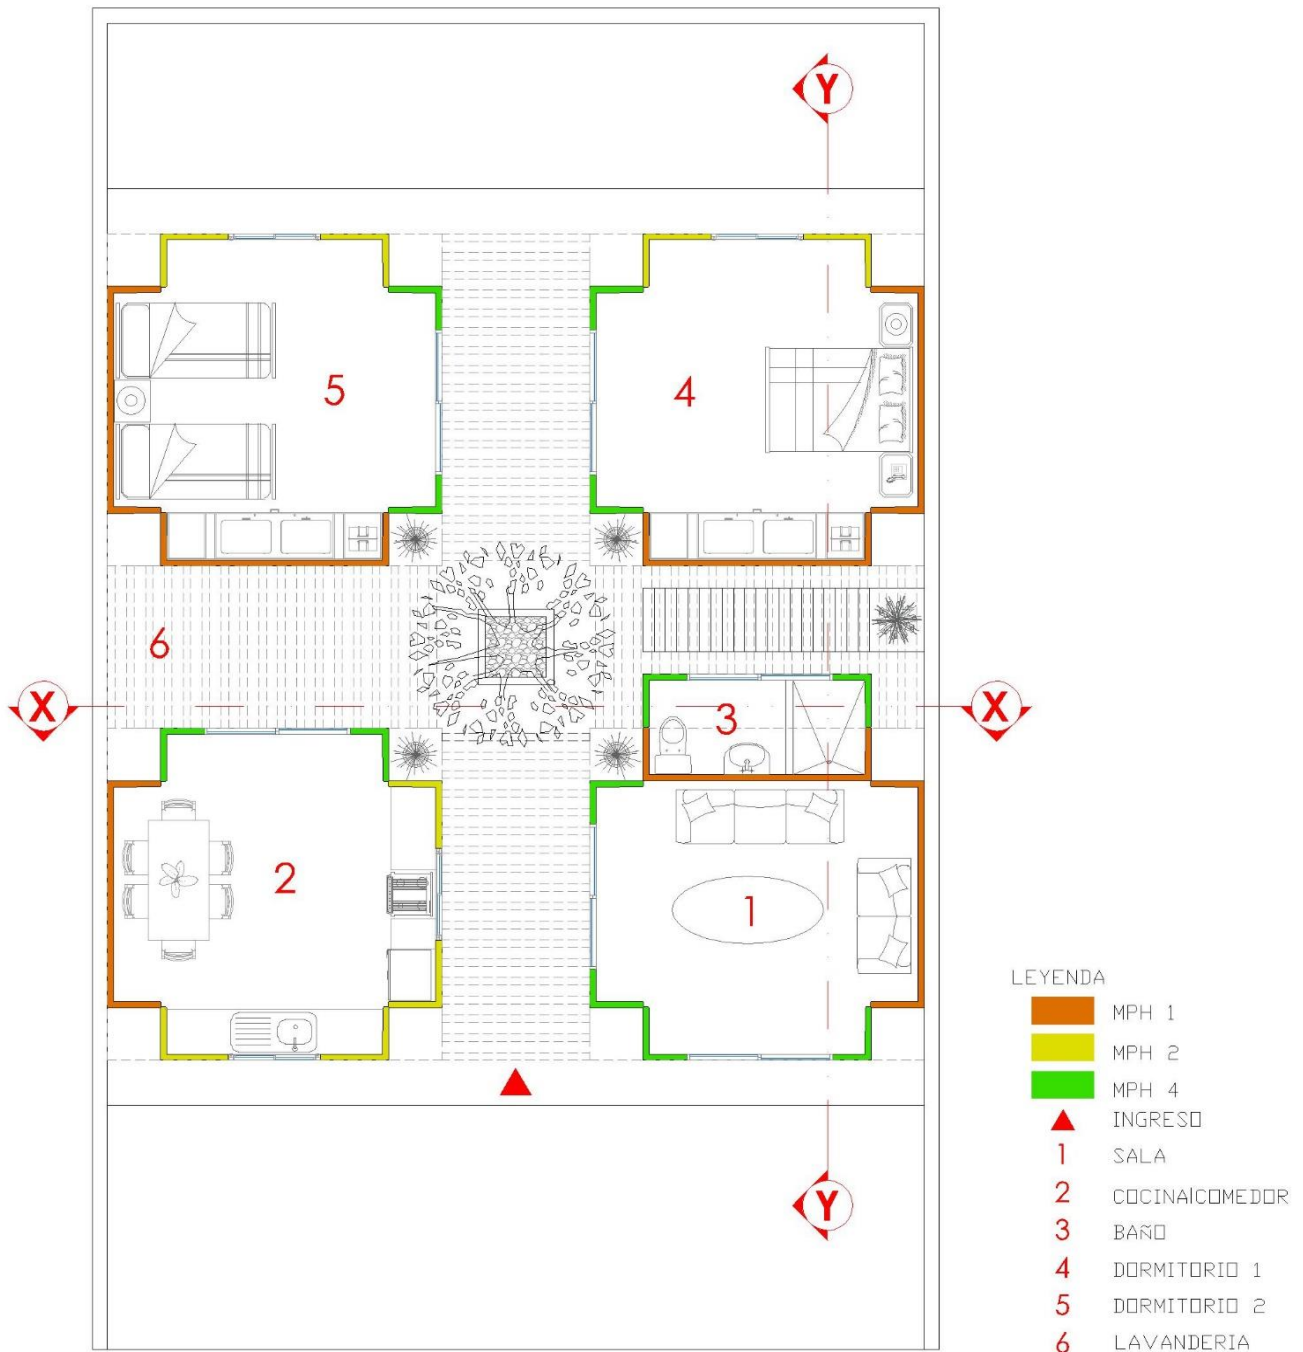 Y
5
4
6
3
X
X
2
1
Y
LEYENDA
MPH 1
MPH 2
MPH 4
INGRESO
1 SALA
2 COCINA|COMEDOR
3 BAÑO
4 DORMITORIO 1
5 DORMITORIO 2
6 LAVANDERIA